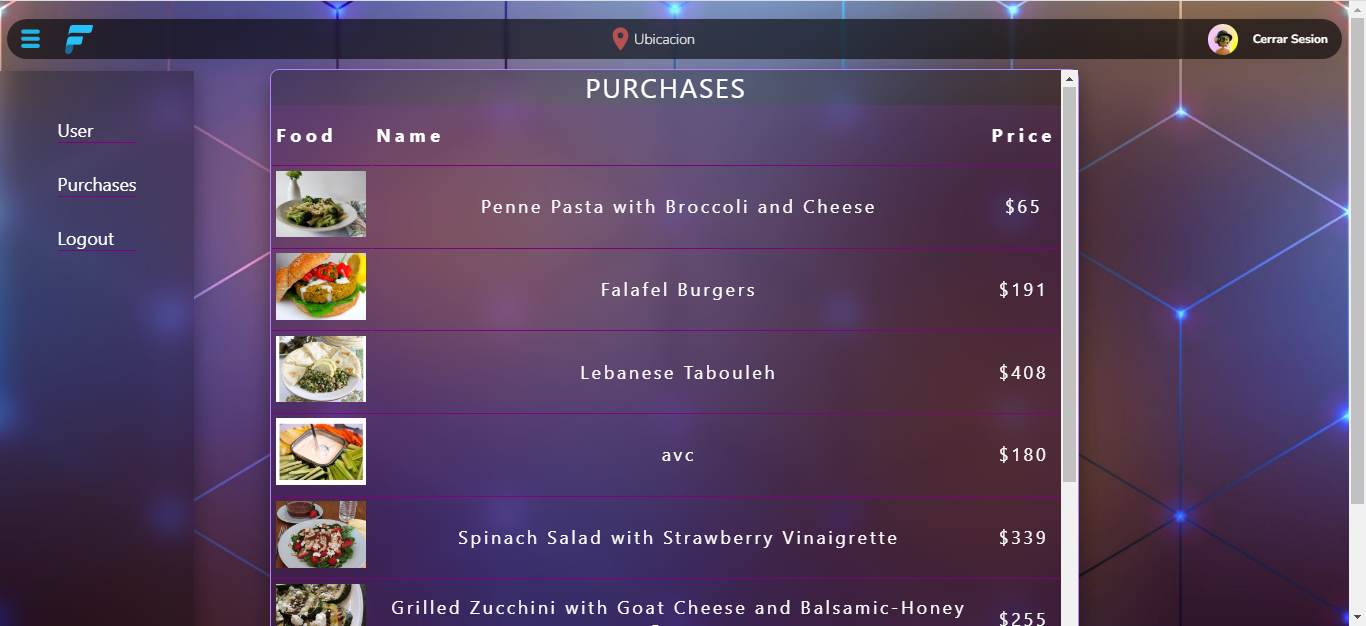 Ubicacion
Cerrar Sesion
User
Purchases
Logout
PURCHASES
Food Name Price
Penne Pasta with Broccoli and Cheese $65
Falafel Burgers $191
Lebanese Tabouleh $408
avc $180
Spinach Salad with Strawberry Vinaigrette $339
Grilled Zucchini with Goat Cheese and Balsamic-Honey
$255